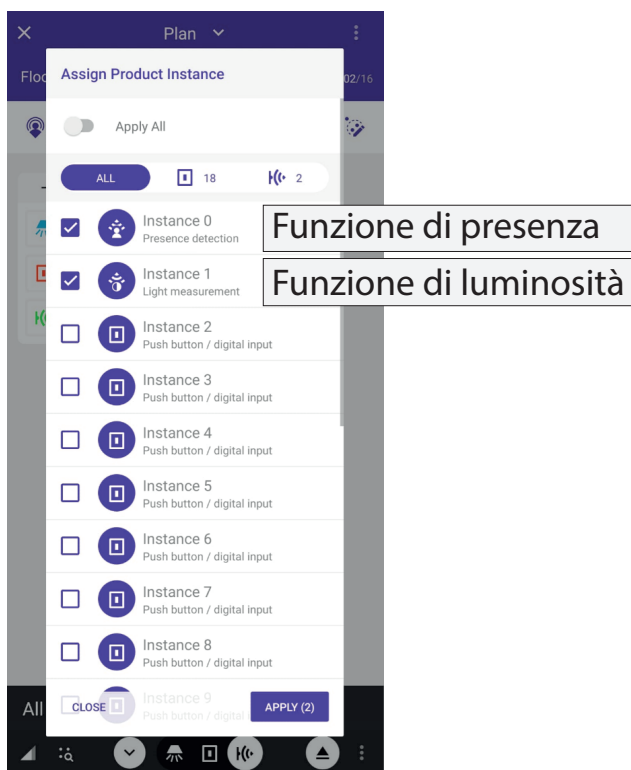 Plan
Floo
02/16
Assign Product Instance
Apply All
ALL
18
2
Instance 0
Presence detection
Funzione di presenza
Instance 1
Light measurement
Funzione di luminosità
Instance 2
Push button / digital input
Instance 3
Push button / digital input
Instance 4
Push button / digital input
Instance 5
Push button / digital input
Instance 6
Push button / digital input
Instance 7
Push button / digital input
Instance 8
Push button / digital input
Instance 9
Push button / digital
All
CLOSE
APPLY (2)